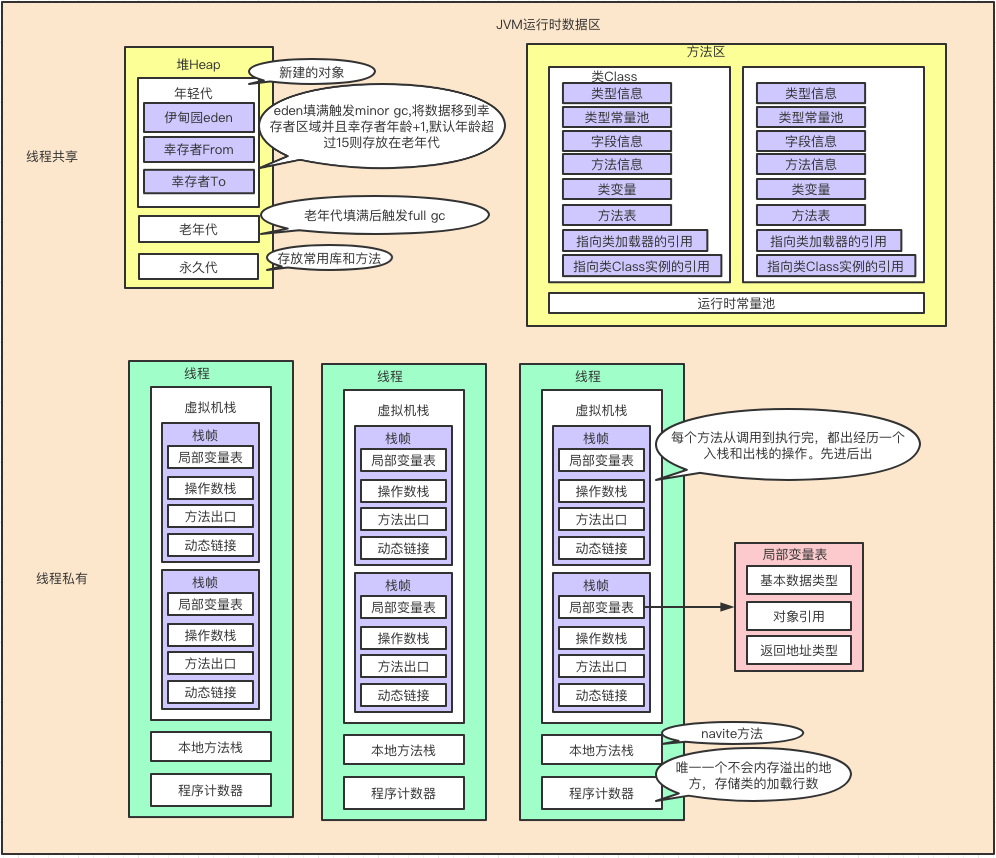 JVM运行时数据区
线程共享
堆Heap
新建的对象
年轻代
伊甸园eden
幸存者From
幸存者To
eden填满触发minor gc,将数据移到幸
存者区域并且幸存者年龄+1,默认年龄超
过15则存放在老年代
老年代
老年代填满后触发full gc
永久代
存放常用库和方法
方法区
类Class
类型信息
类型常量池
字段信息
方法信息
类变量
方法表
指向类加载器的引用
指向类Class实例的引用
类型信息
类型常量池
字段信息
方法信息
类变量
方法表
指向类加载器的引用
指向类Class实例的引用
运行时常量池
线程私有
线程
虚拟机栈
栈帧
局部变量表
操作数栈
方法出口
动态链接
栈帧
局部变量表
操作数栈
方法出口
动态链接
本地方法栈
程序计数器
线程
虚拟机栈
栈帧
局部变量表
操作数栈
方法出口
动态链接
栈帧
局部变量表
操作数栈
方法出口
动态链接
本地方法栈
程序计数器
线程
虚拟机栈
栈帧
局部变量表
操作数栈
方法出口
动态链接
栈帧
局部变量表
操作数栈
方法出口
动态链接
本地方法栈
程序计数器
每个方法从调用到执行完，都出经历一个
入栈和出栈的操作。先进后出
局部变量表
基本数据类型
对象引用
返回地址类型
navite方法
唯一一个不会内存溢出的地
方，存储类的加载行数